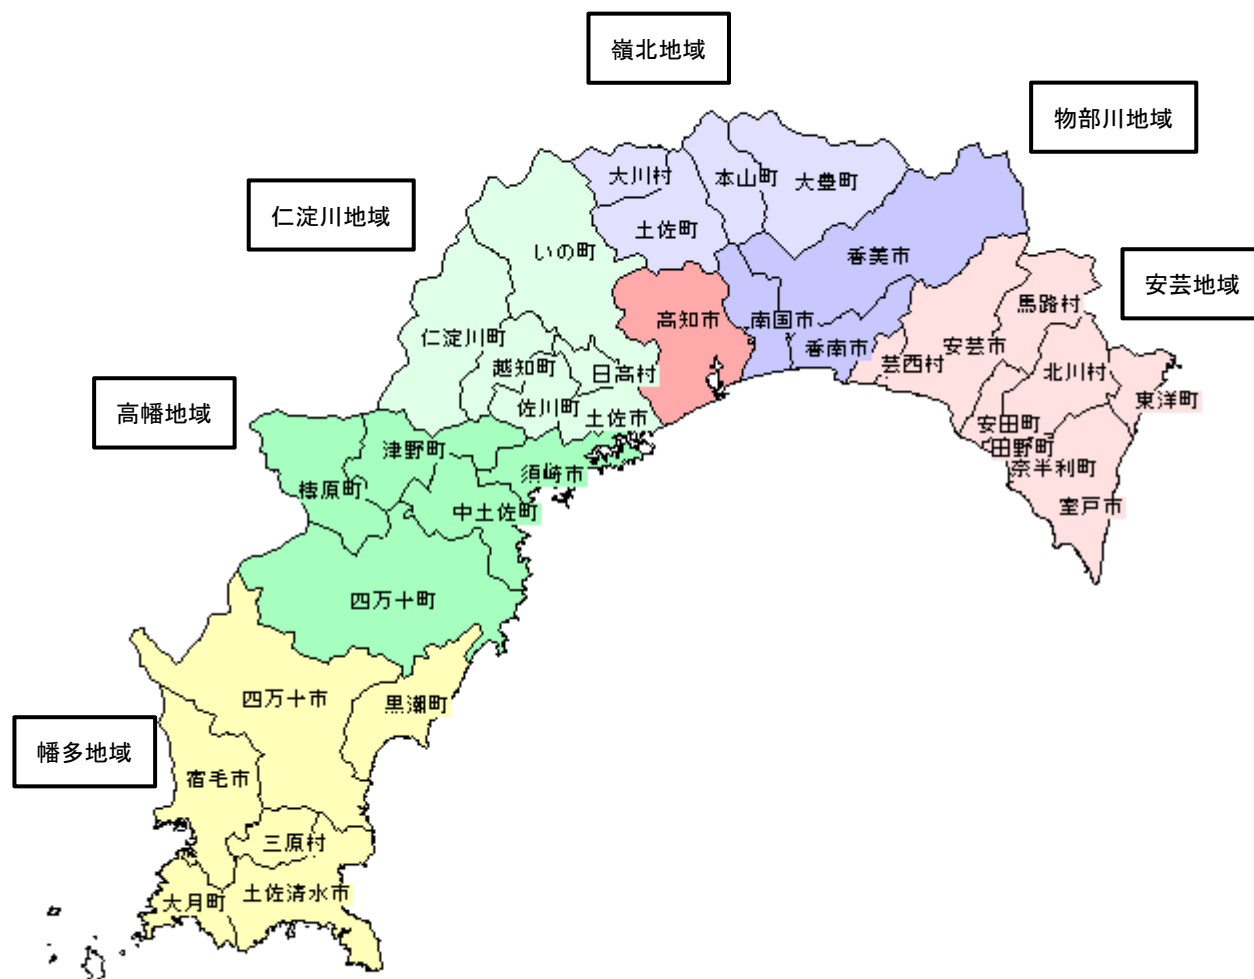 嶺北地域
物部川地域
仁淀川地域
安芸地域
高幡地域
幡多地域
大川村
本山町
大豊町
土佐町
いの町
香美市
高知市
南国市
香南市
馬路村
安芸市
芸西村
北川村
東洋町
安田町
田野町
奈半利町
室戸市
仁淀川町
越知町
日高村
佐川町
土佐市
津野町
須崎市
梼原町
中土佐町
四万十町
四万十市
黒潮町
宿毛市
三原村
大月町
土佐清水市